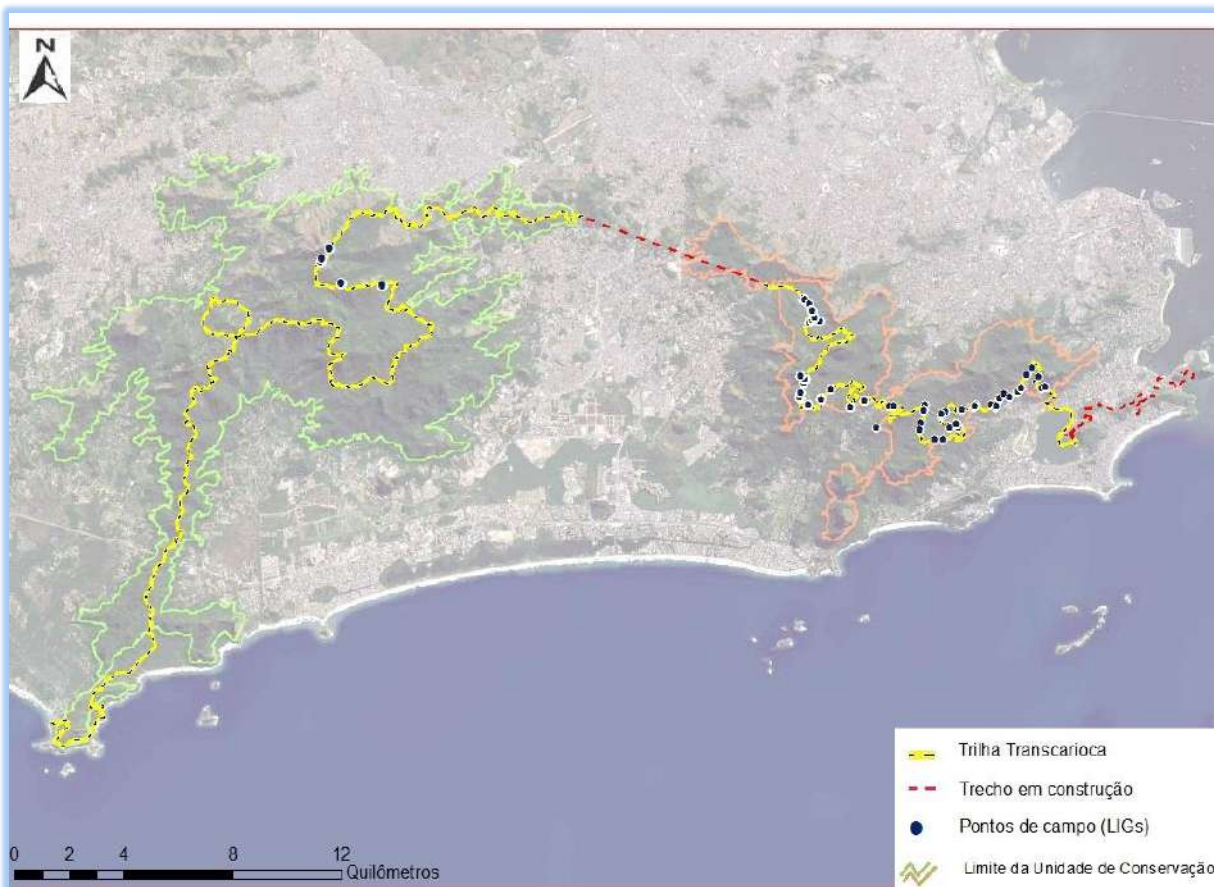 N
Trilha Transcarioca
Trecho em construção
Pontos de campo (LIGs)
Limite da Unidade de Conservação
0 2 4 8 12
Quilômetros